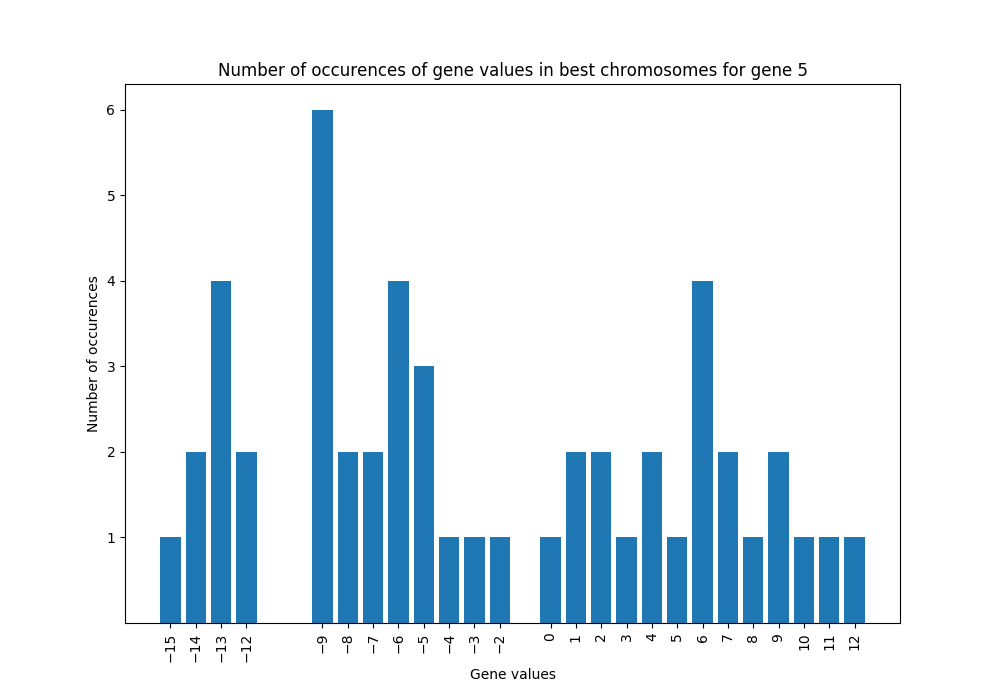 Number of occurences of gene values in best chromosomes for gene 5
6
5
4
3
2
1
Number of occurences
−15 −14 −13 −12 −9 −8 −7 −6 −5 −4 −3 −2 0 1 2 3 4 5 6 7 8 9 10 11 12
Gene values